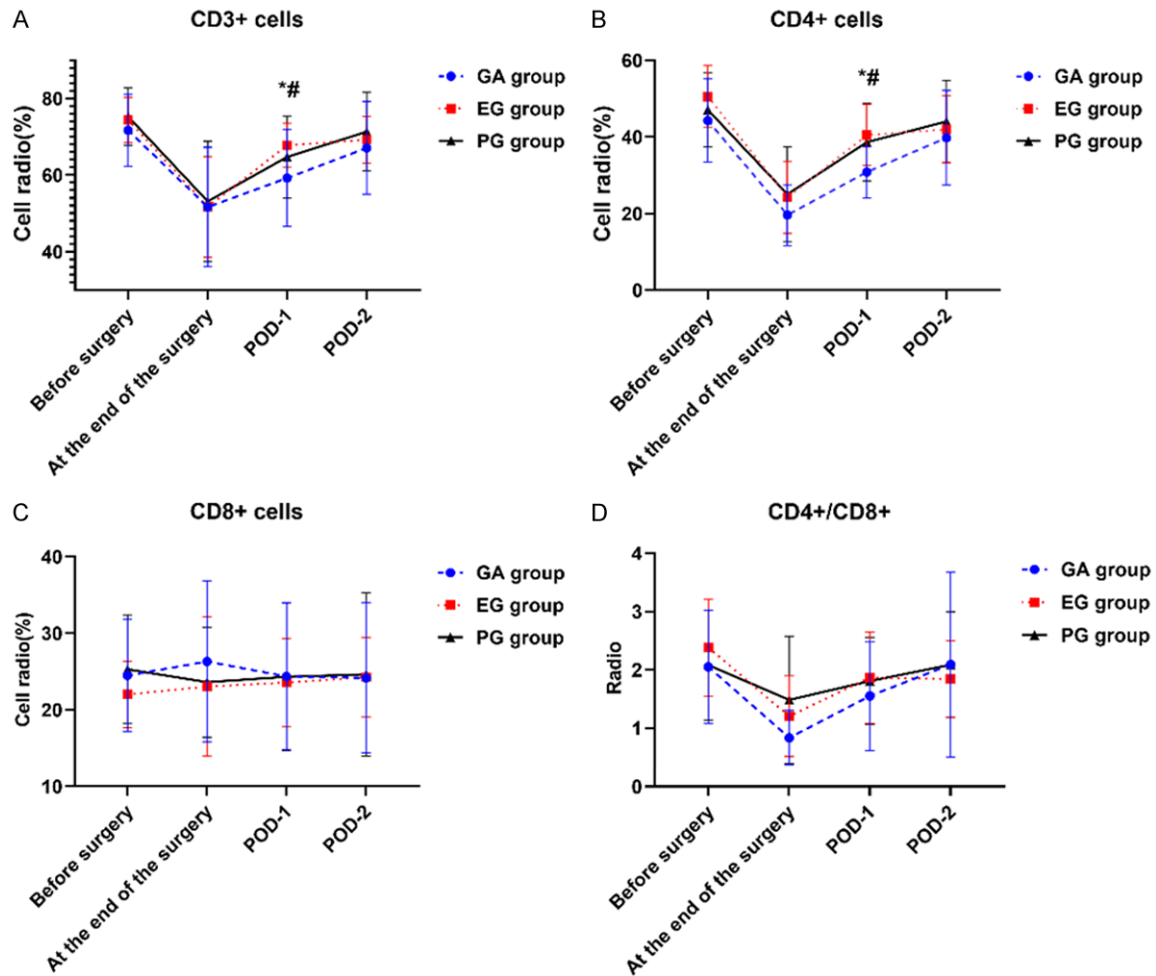 A
CD3+ cells
Cell radio(%)
80
60
40
*#
GA group
EG group
PG group
Before surgery
At the end of the surgery
POD-1
POD-2
B
CD4+ cells
Cell radio(%)
60
40
20
0
*#
GA group
EG group
PG group
Before surgery
At the end of the surgery
POD-1
POD-2
C
CD8+ cells
Cell radio(%)
40
30
20
10
GA group
EG group
PG group
Before surgery
At the end of the surgery
POD-1
POD-2
D
CD4+/CD8+
Radio
4
3
2
1
0
GA group
EG group
PG group
Before surgery
At the end of the surgery
POD-1
POD-2